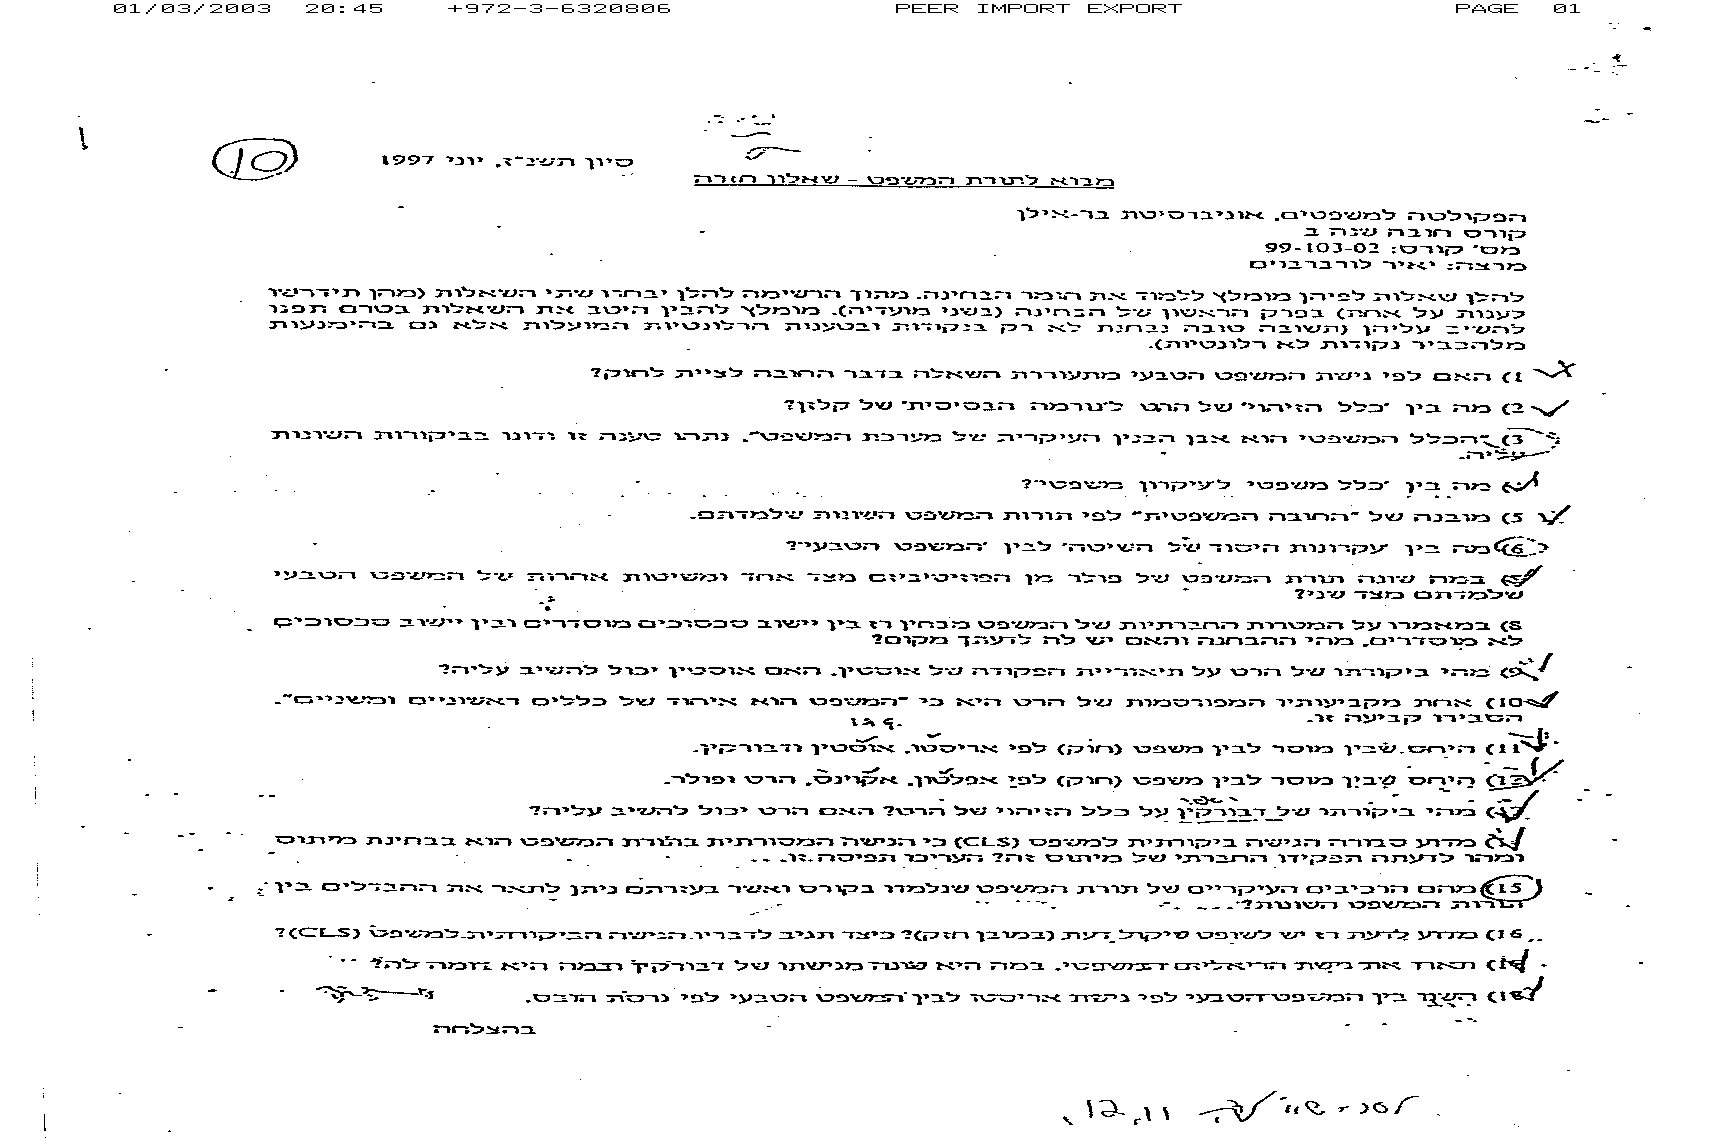 01/03/2003 20:45 +972-3-6320806 PEER IMPORT EXPORT PAGE 01
10
סיון תשנ״ז, יוני 1997
מבוא לתורת המשפט - שאלון חזרה
הפקולטה למשפטים, אוניברסיטת בר-אילן
קורס חובה שנה ב
מס' קורס: 99-103-02
מרצה: יאיר לורברבוים
להלן שאלות לפיהן מומלץ ללמוד את חומר הבחינה. מתוך הרשימה להלן יבחרו שתי השאלות (מהן תידרשו
לענות על אחת) בפרק הראשון של הבחינה (בשני מועדיה). מומלץ להבין היטב את השאלות בטרם תפנו
להשיב עליהן (תשובה טובה נבחנת לא רק בנקודות ובטענות הרלונטיות המועלות אלא גם בהימנעות
מלהכביר נקודות לא רלונטיות).
1) האם לפי גישת המשפט הטבעי מתעוררת השאלה בדבר החובה לציית לחוק?
2) מה בין 'כלל הזיהוי' של הרט ל'נורמה הבסיסית' של קלזן?
3) "הכלל המשפטי הוא אבן הבנין העיקרית של מערכת המשפט". נתחו טענה זו ודונו בביקורות השונות
עליה.
מה בין 'כלל משפטי' ל'עיקרון משפטי'?
5) מובנה של "החובה המשפטית" לפי תורות המשפט השונות שלמדתם.
6) מה בין 'עקרונות היסוד של השיטה' לבין 'המשפט הטבעי'?
במה שונה תורת המשפט של פולר מן הפוזיטיביזם מצד אחד ומשיטות אחרות של המשפט הטבעי
שלמדתם מצד שני?
8) במאמרו על המטרות החברתיות של המשפט מבחין רז בין יישוב סכסוכים מוסדרים ובין יישוב סכסוכים
לא מוסדרים. מהי ההבחנה והאם יש לה לדעתך מקום?
9) מהי ביקורתו של הרט על תיאוריית הפקודה של אוסטין. האם אוסטין יכול להשיב עליה?
10) אחת מקביעותיו המפורסמות של הרט היא כי "המשפט הוא איחוד של כללים ראשוניים ומשניים".
הסבירו קביעה זו.
11) היחס שבין מוסר לבין משפט (חוק) לפי אריסטו, אוסטין ודבורקין.
12) היחס שבין מוסר לבין משפט (חוק) לפי אפלטון, אקוינס, הרט ופולר.
מהי ביקורתו של דבורקין על כלל הזיהוי של הרט? האם הרט יכול להשיב עליה?
מדוע סבורה הגישה ביקורתית למשפט (CLS) כי הגישה המסורתית בתורת המשפט הוא בבחינת מיתוס
ומהו לדעתה תפקידו החברתי של מיתוס זה? העריכו תפיסה זו.
15) מהם הרכיבים העיקריים של תורת המשפט שנלמדו בקורס ואשר בעזרתם ניתן לתאר את ההבדלים בין
תורות המשפט השונות?
16) מדוע לדעת רז יש לשופט שיקול דעת (במובן חזק)? כיצד תגיב לדבריו הגישה הביקורתית למשפט (CLS)?
תאור את גישת הריאליזם המשפטי. במה היא שונה מגישתו של דבורקין ובמה היא דומה לה?
18) השוו בין המשפט הטבעי לפי גישת אריסטו לבין המשפט הטבעי לפי גרסת הובס.
בהצלחה